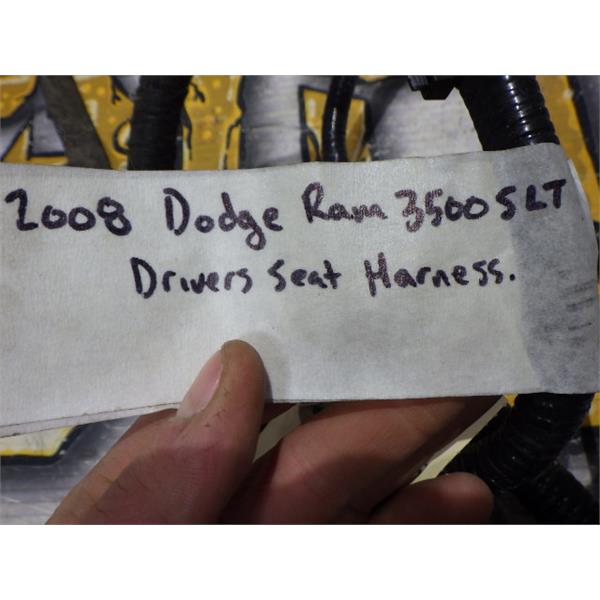 2008 Dodge Ram 3500 SLT
Drivers Seat Harness.